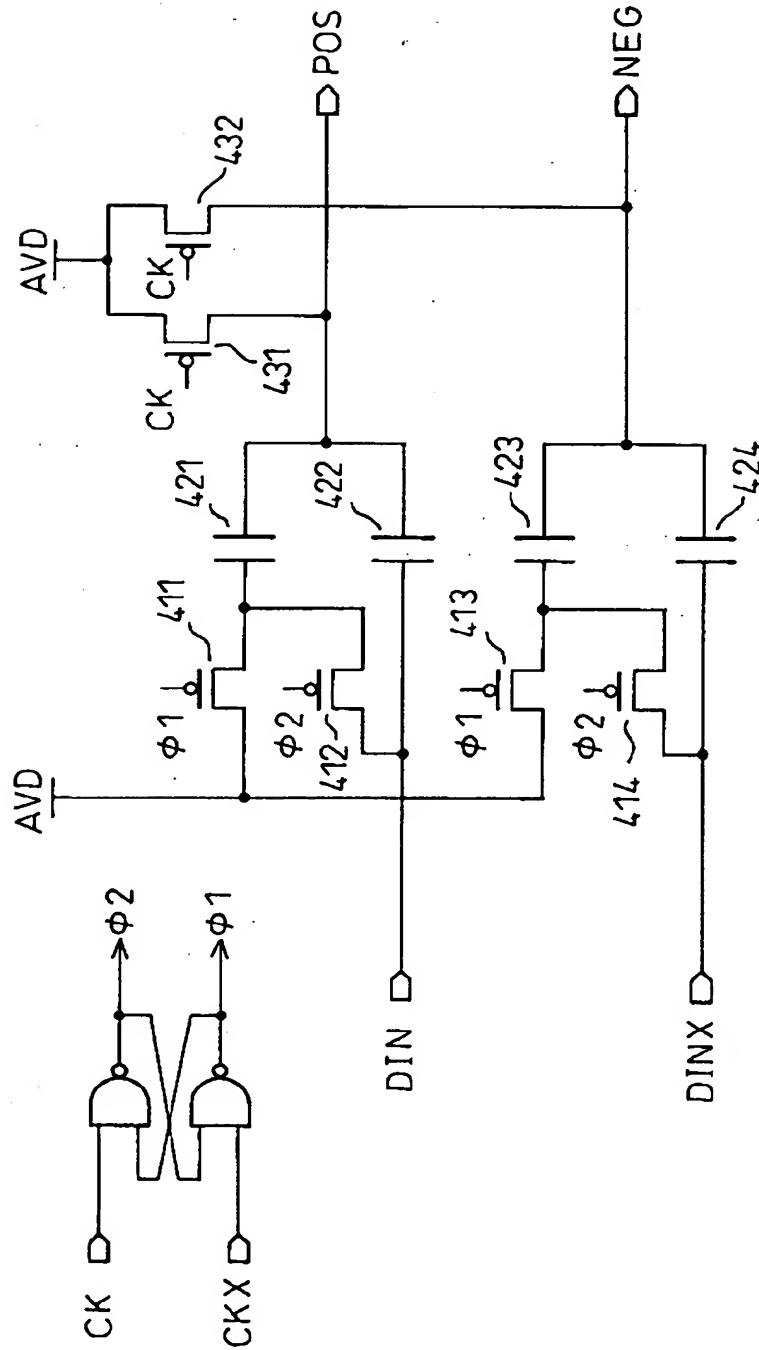 AVD
432
POS
CK
CK
431
421
422
NEG
411
φ1
φ2
412
AVD
423
424
413
φ1
φ2
414
φ2
φ1
DIN
DINX
CK
CKX